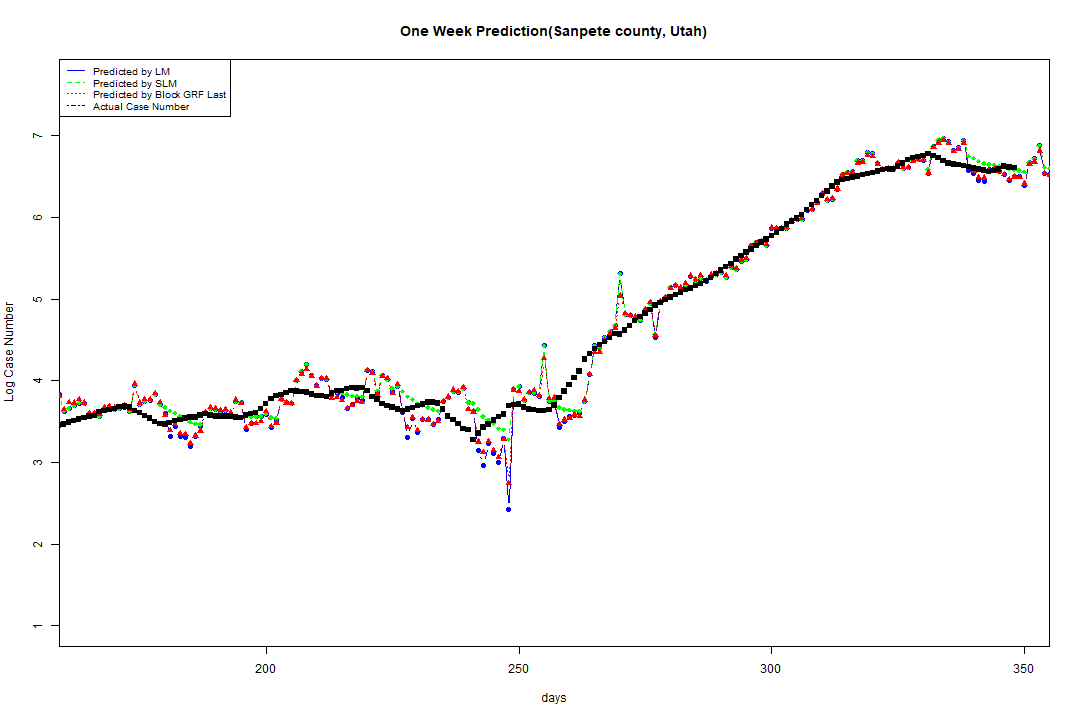 One Week Prediction(Sanpete county, Utah)
Predicted by LM
Predicted by SLM
Predicted by Block GRF Last
Actual Case Number
7
6
5
4
3
2
1
Log Case Number
200 250 300 350
days